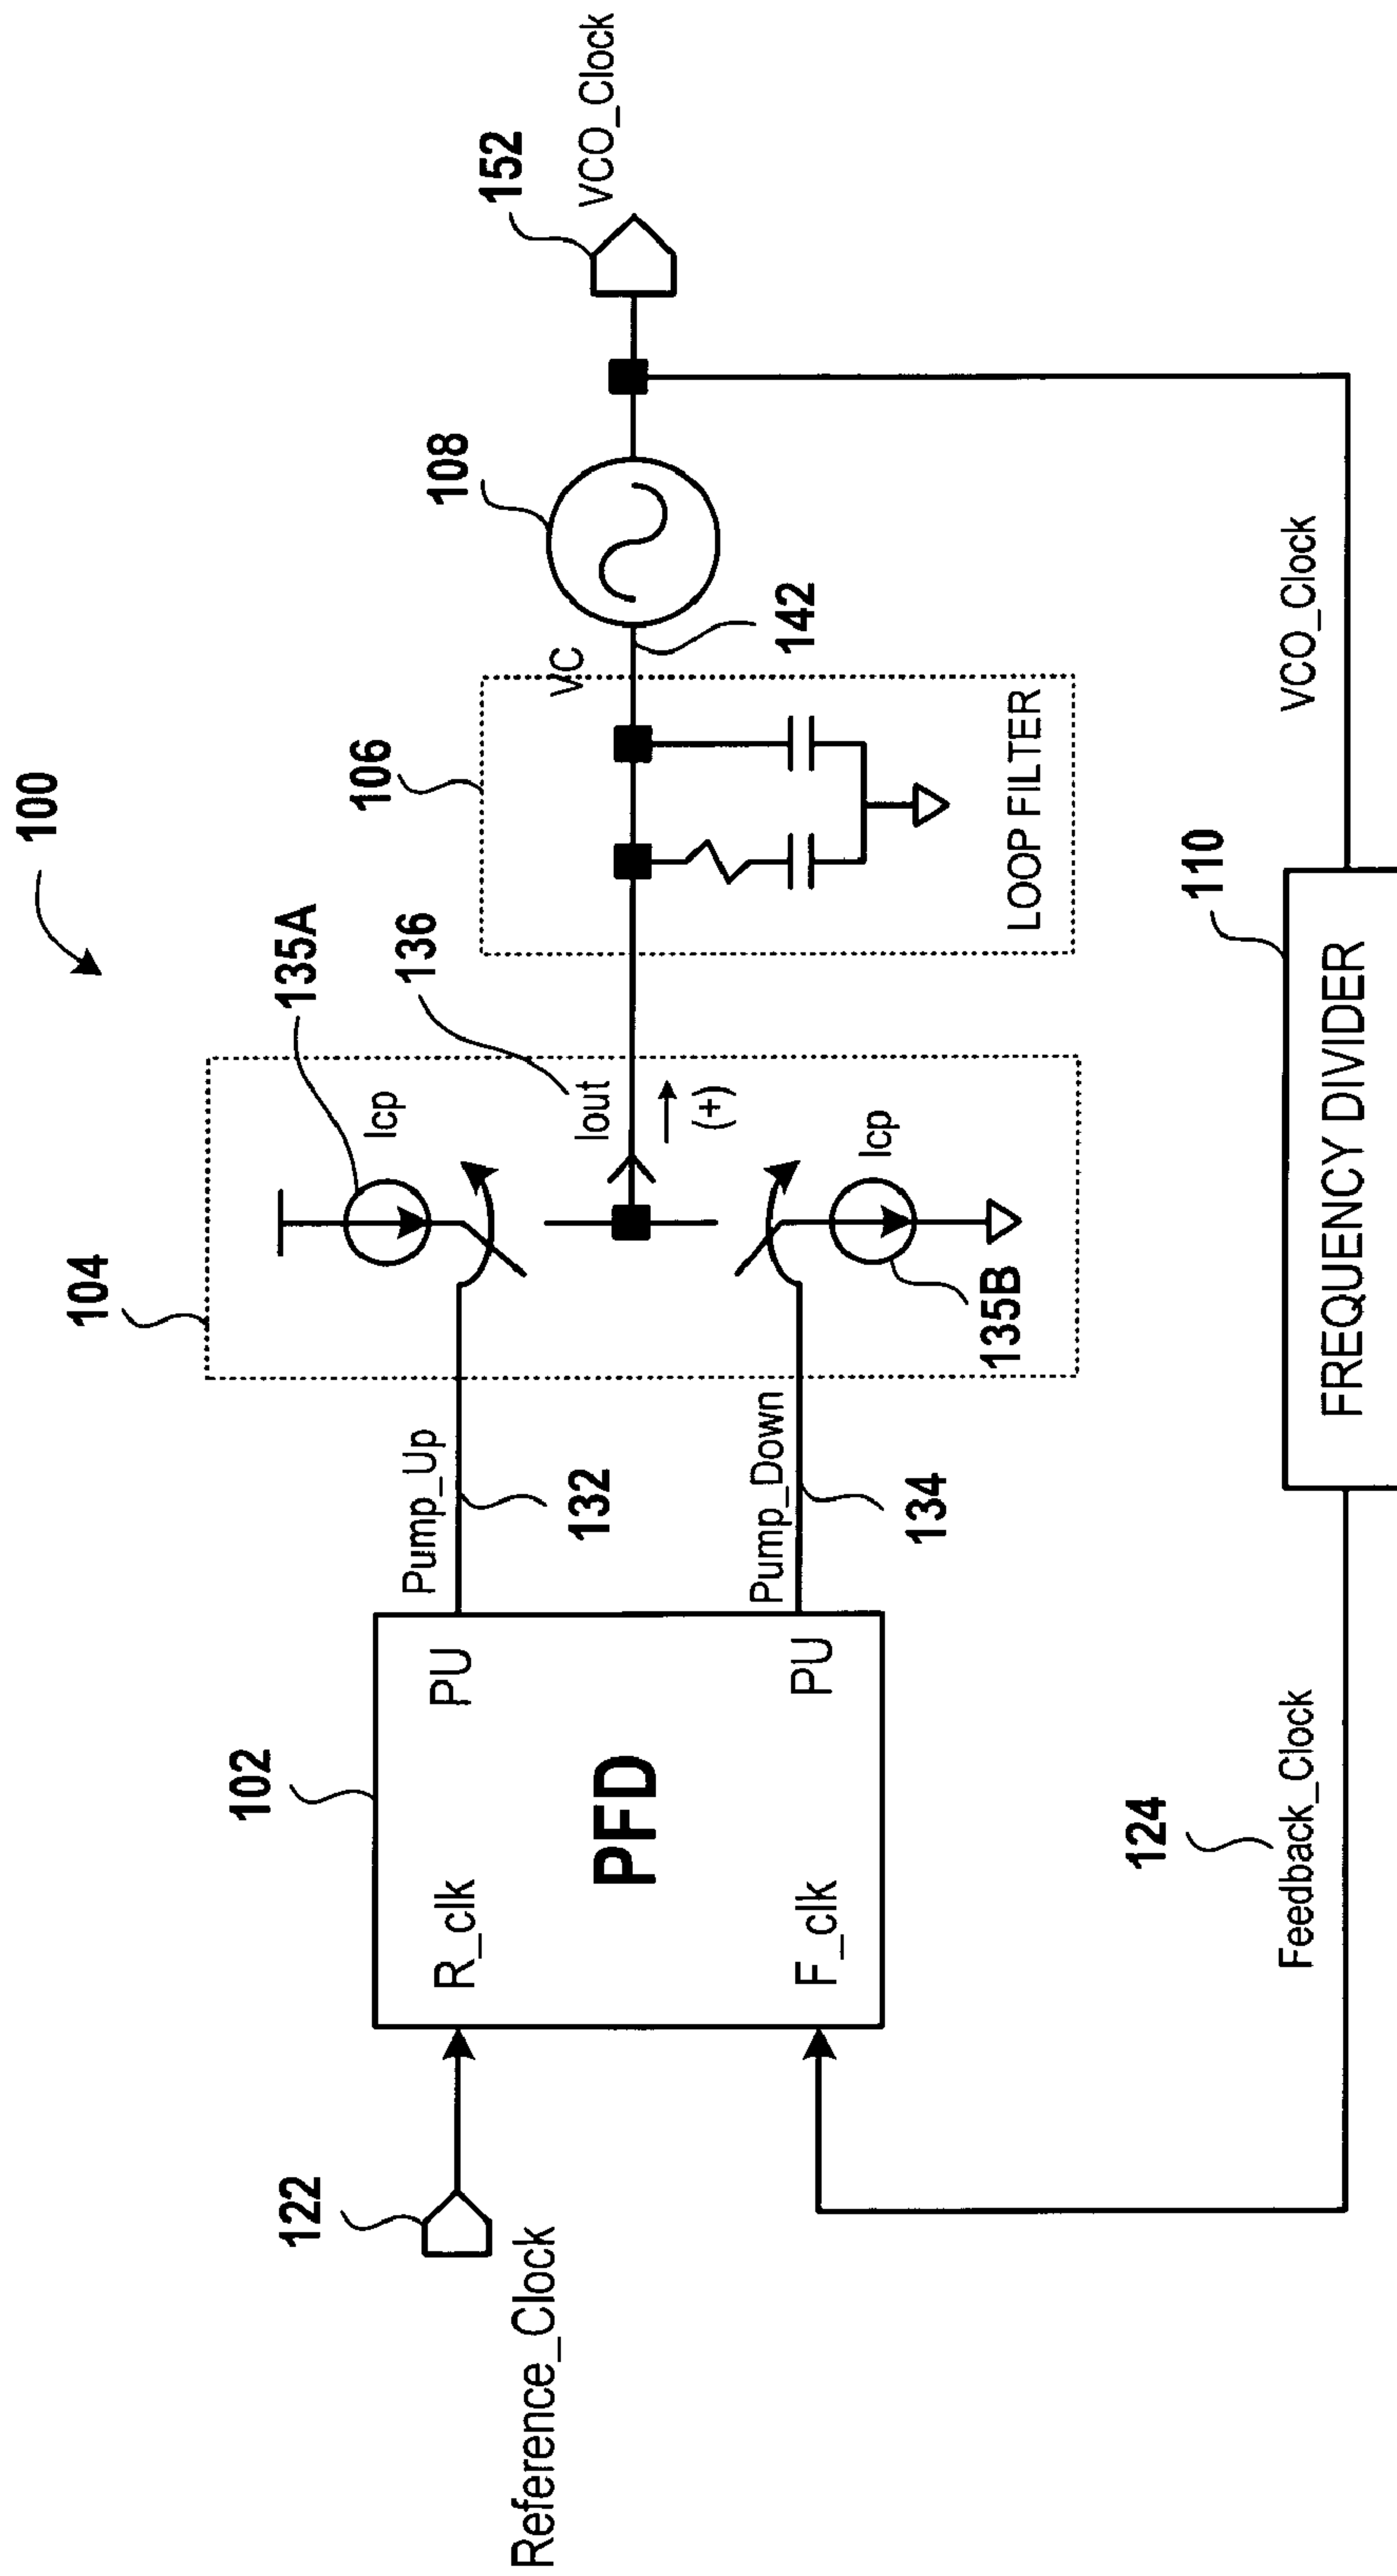 100
104
135A
Icp
136
106
108
152
VCO_Clock
102
122
Reference_Clock
R_clk
PU
PFD
F_clk
PU
Pump_Up
132
Pump_Down
134
Iout
(+)
Icp
135B
VC
142
LOOP FILTER
124
Feedback_Clock
110
FREQUENCY DIVIDER
VCO_Clock